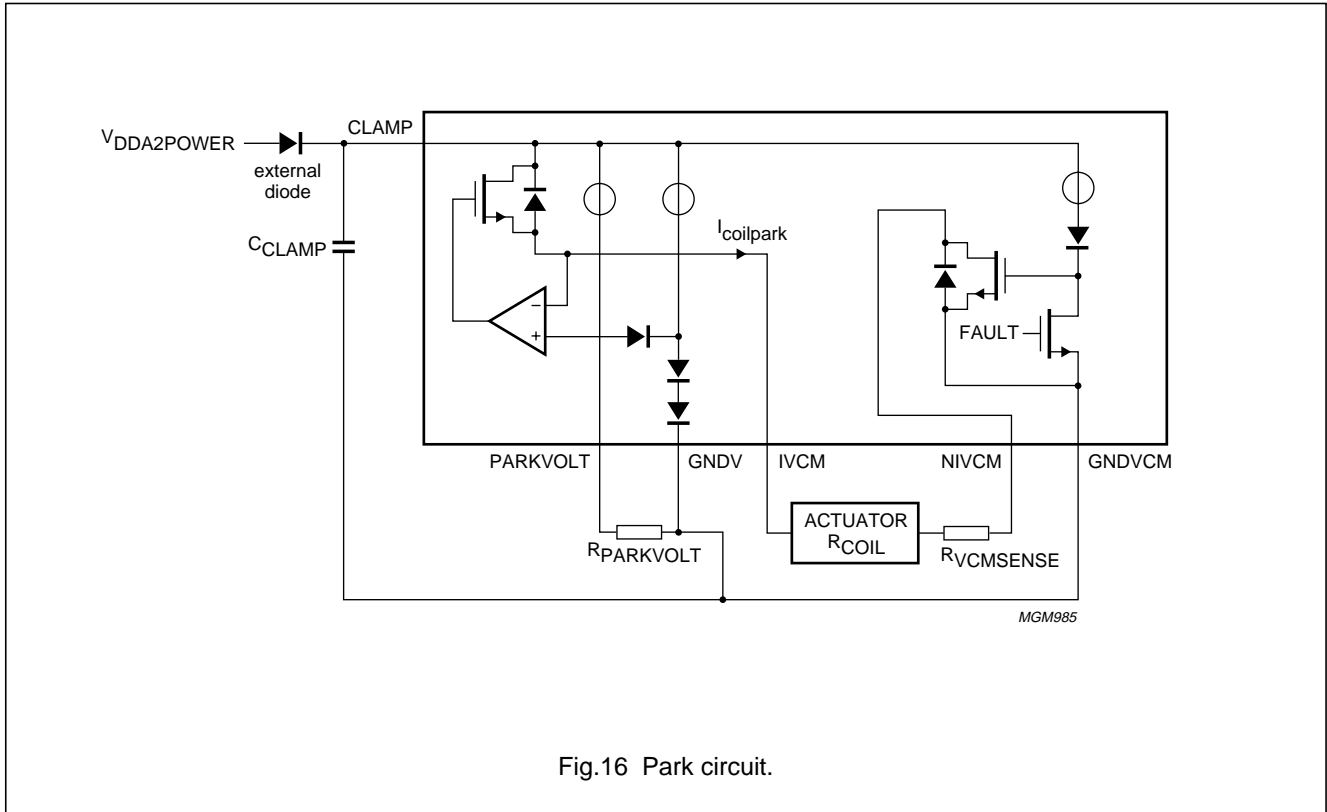 VDDA2POWER
CLAMP
external
diode
CCLAMP
Icoilpark
−
+
FAULT
PARKVOLT GNDV IVCM NIVCM GNDVCM
RPARKVOLT
ACTUATOR
RCOIL
RVCMSENSE
MGM985
Fig.16 Park circuit.